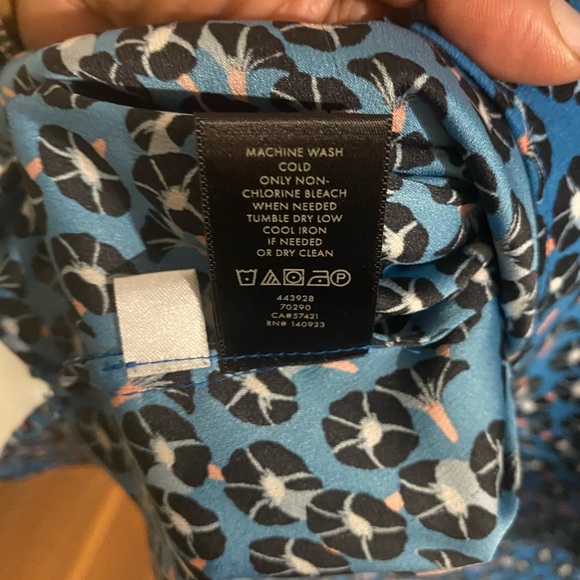 MACHINE WASH
COLD
ONLY NON-
CHLORINE BLEACH
WHEN NEEDED
TUMBLE DRY LOW
COOL IRON
IF NEEDED
OR DRY CLEAN
P
443928
70290
CA#57421
RN# 140923